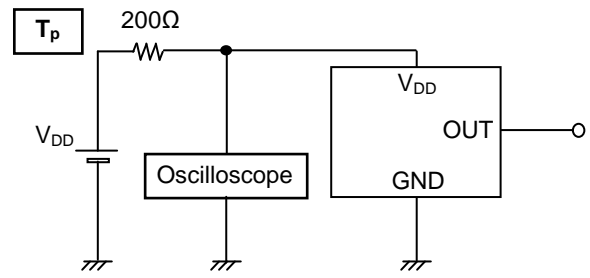 Tp
200Ω
VDD
VDD
OUT
Oscilloscope
GND